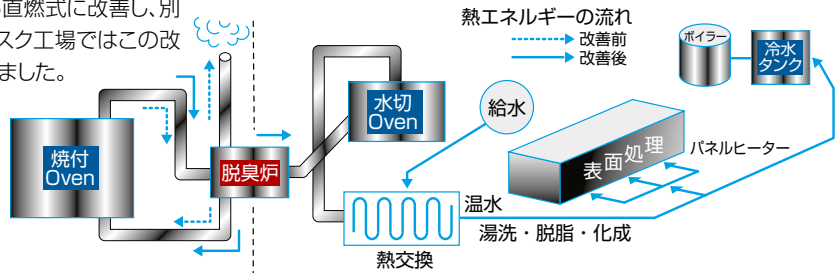 直燃式に改善し、別
スク工場ではこの改
ました。
熱エネルギーの流れ
改善前
改善後
ボイラー
冷水
タンク
水切
Oven
給水
焼付
Oven
脱臭炉
表面処理
パネルヒーター
温水
湯洗・脱脂・化成
熱交換